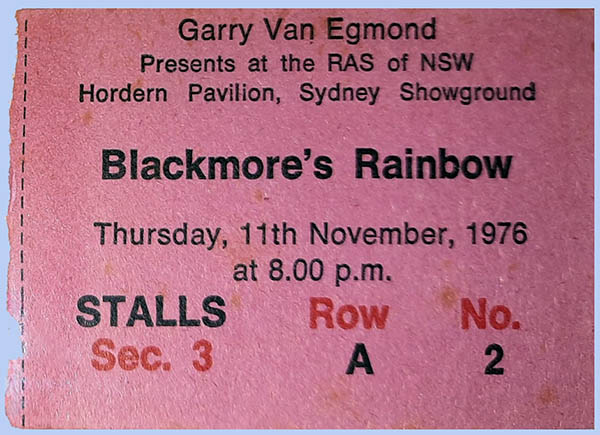 Garry Van Egmond
Presents at the RAS of NSW
Hordern Pavilion, Sydney Showground
Blackmore's Rainbow
Thursday, 11th November, 1976
at 8.00 p.m.
STALLS Row No.
Sec. 3 A 2